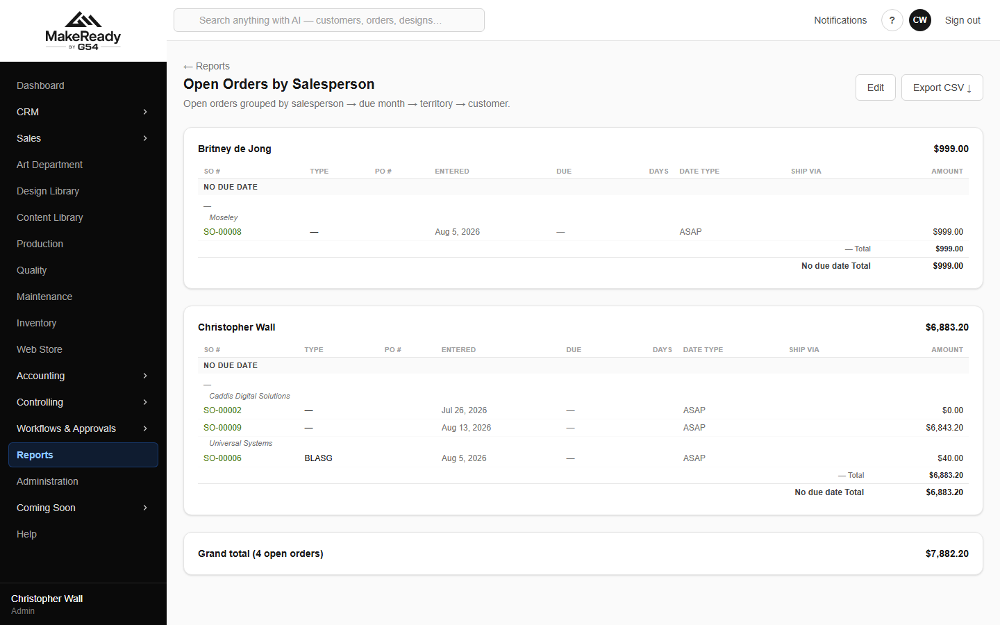 MakeReady
BY G54
Search anything with AI — customers, orders, designs…
Notifications
?
CW
Sign out
Dashboard
CRM
Sales
Art Department
Design Library
Content Library
Production
Quality
Maintenance
Inventory
Web Store
Accounting
Controlling
Workflows & Approvals
Reports
Administration
Coming Soon
Help
Christopher Wall
Admin
← Reports
Open Orders by Salesperson
Open orders grouped by salesperson → due month → territory → customer.
Edit
Export CSV ↓
Britney de Jong $999.00
SO # TYPE PO # ENTERED DUE DAYS DATE TYPE SHIP VIA AMOUNT
NO DUE DATE
—
Moseley
SO-00008 — Aug 5, 2026 — ASAP $999.00
— Total $999.00
No due date Total $999.00
Christopher Wall $6,883.20
SO # TYPE PO # ENTERED DUE DAYS DATE TYPE SHIP VIA AMOUNT
NO DUE DATE
—
Caddis Digital Solutions
SO-00002 — Jul 26, 2026 — ASAP $0.00
SO-00009 — Aug 13, 2026 — ASAP $6,843.20
Universal Systems
SO-00006 BLASG Aug 5, 2026 — ASAP $40.00
— Total $6,883.20
No due date Total $6,883.20
Grand total (4 open orders) $7,882.20